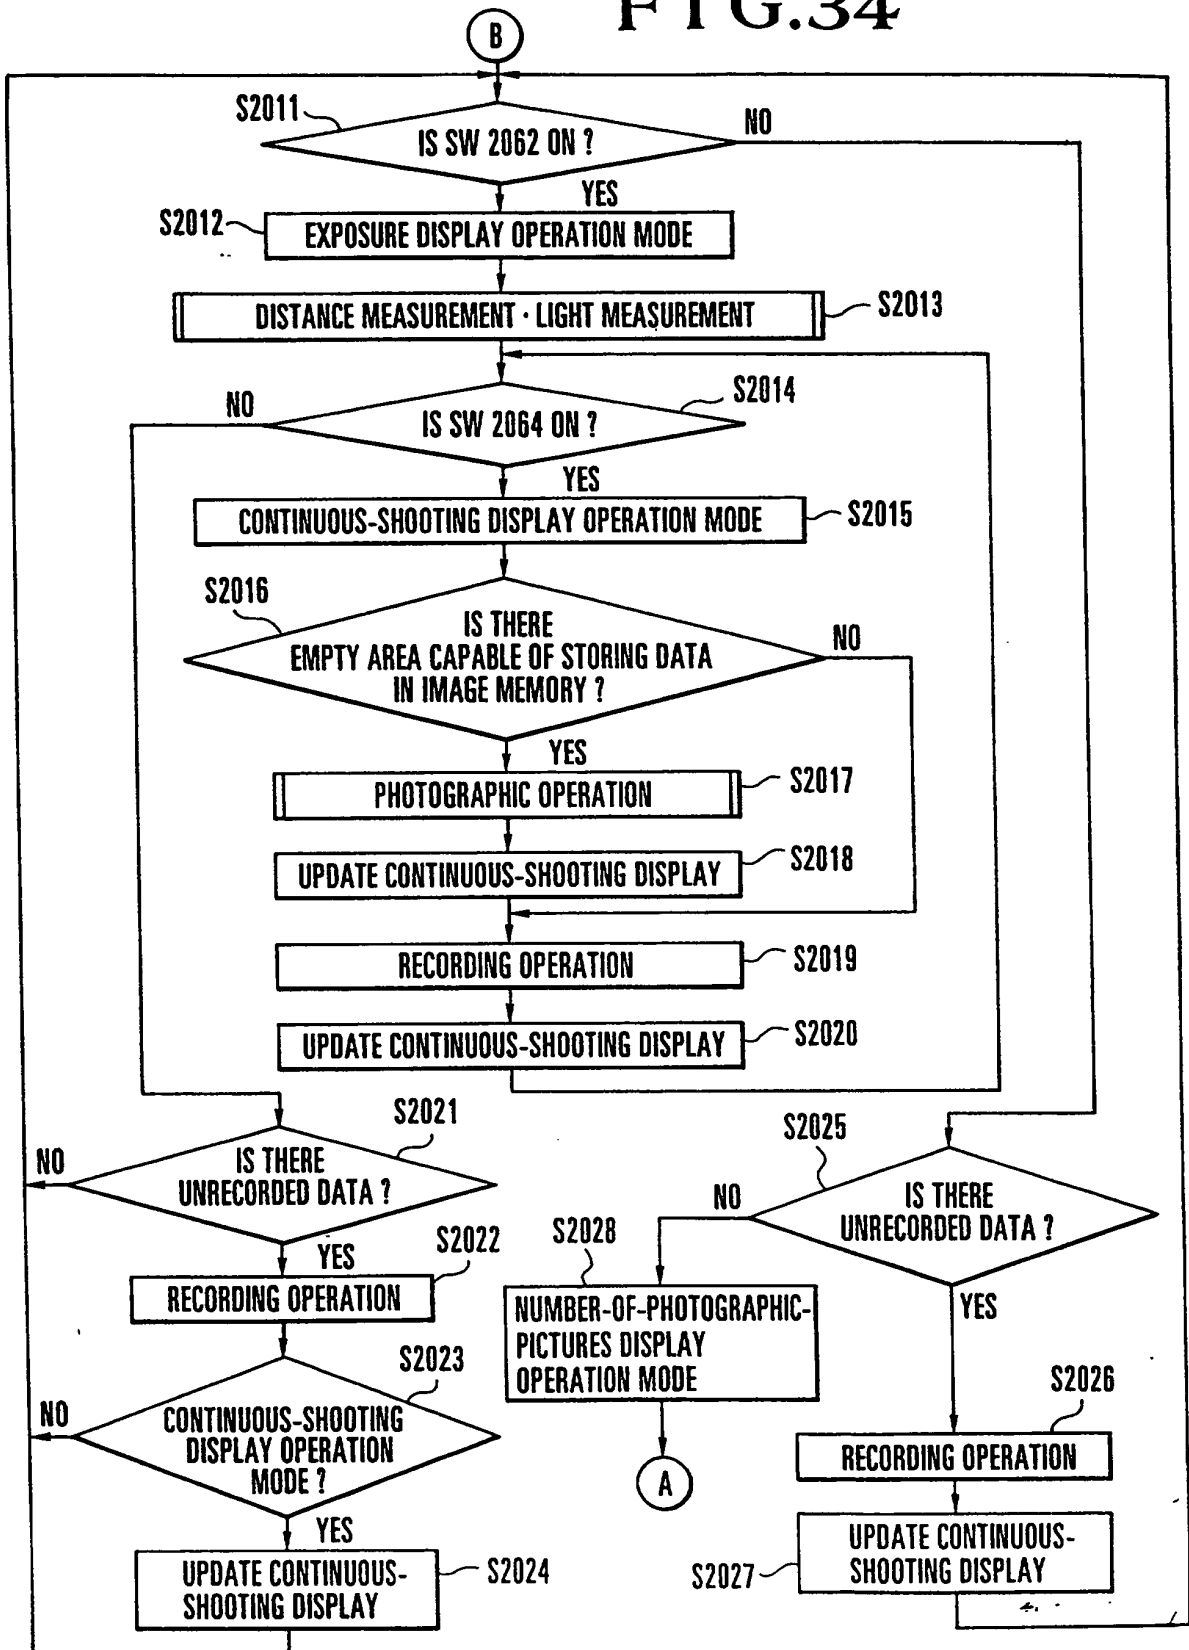 FIG.34
B
S2011
IS SW 2062 ON ?
NO
YES
S2012
EXPOSURE DISPLAY OPERATION MODE
DISTANCE MEASUREMENT · LIGHT MEASUREMENT
S2013
S2014
NO
IS SW 2064 ON ?
YES
CONTINUOUS-SHOOTING DISPLAY OPERATION MODE
S2015
S2016
IS THERE
EMPTY AREA CAPABLE OF STORING DATA
IN IMAGE MEMORY ?
NO
YES
PHOTOGRAPHIC OPERATION
S2017
UPDATE CONTINUOUS-SHOOTING DISPLAY
S2018
RECORDING OPERATION
S2019
UPDATE CONTINUOUS-SHOOTING DISPLAY
S2020
S2021
NO
IS THERE
UNRECORDED DATA ?
YES
S2022
RECORDING OPERATION
S2023
NO
CONTINUOUS-SHOOTING
DISPLAY OPERATION
MODE ?
YES
UPDATE CONTINUOUS-
SHOOTING DISPLAY
S2024
S2025
NO
IS THERE
UNRECORDED DATA ?
YES
S2028
NUMBER-OF-PHOTOGRAPHIC-
PICTURES DISPLAY
OPERATION MODE
A
S2026
RECORDING OPERATION
UPDATE CONTINUOUS-
SHOOTING DISPLAY
S2027